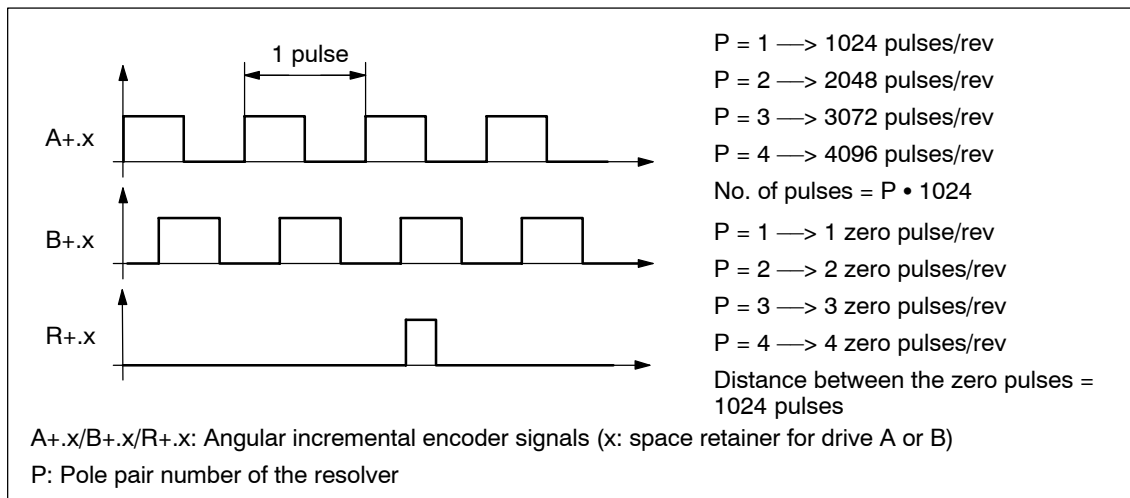 1 pulse
A+.x
B+.x
R+.x
P = 1 —> 1024 pulses/rev
P = 2 —> 2048 pulses/rev
P = 3 —> 3072 pulses/rev
P = 4 —> 4096 pulses/rev
No. of pulses = P • 1024
P = 1 —> 1 zero pulse/rev
P = 2 —> 2 zero pulses/rev
P = 3 —> 3 zero pulses/rev
P = 4 —> 4 zero pulses/rev
Distance between the zero pulses =
1024 pulses
A+.x/B+.x/R+.x: Angular incremental encoder signals (x: space retainer for drive A or B)
P: Pole pair number of the resolver